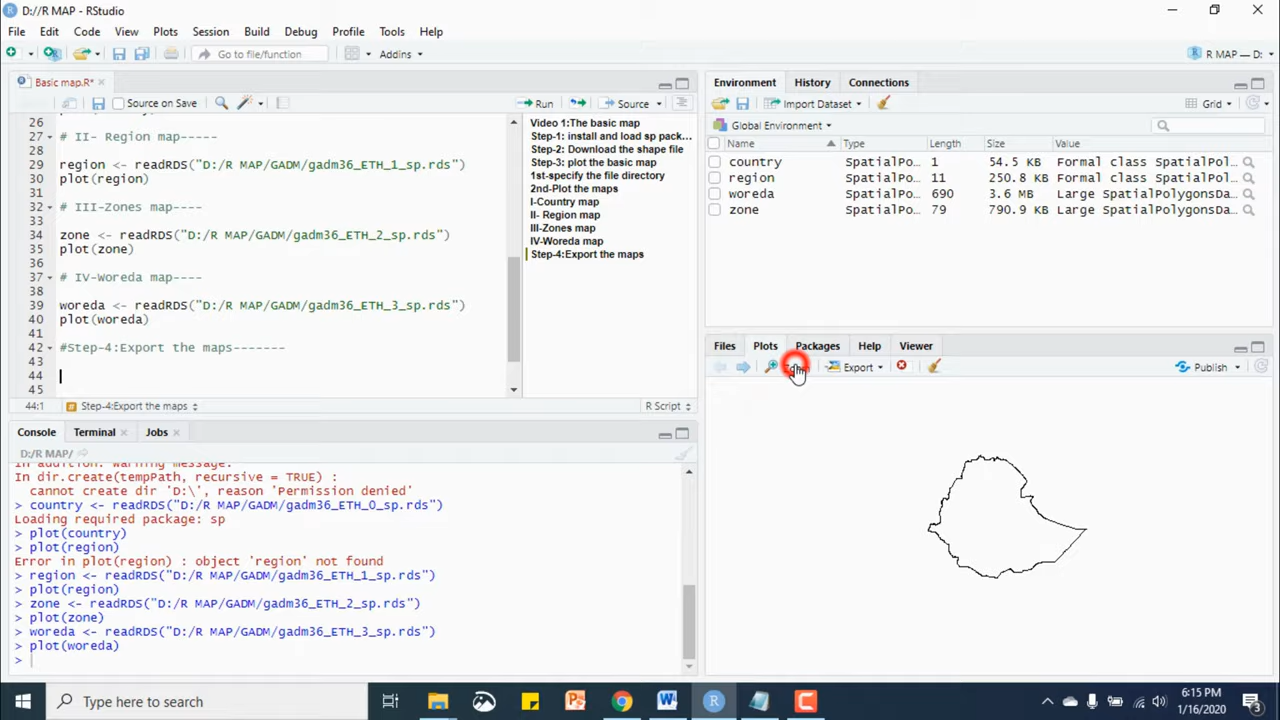 D://R MAP - RStudio
File Edit Code View Plots Session Build Debug Profile Tools Help
Go to file/function Addins R MAP — D:
Basic map.R*
Source on Save Run Source
26
27 # II- Region map-----
28
29 region <- readRDS("D:/R MAP/GADM/gadm36_ETH_1_sp.rds")
30 plot(region)
31
32 # III-Zones map----
33
34 zone <- readRDS("D:/R MAP/GADM/gadm36_ETH_2_sp.rds")
35 plot(zone)
36
37 # IV-Woreda map----
38
39 woreda <- readRDS("D:/R MAP/GADM/gadm36_ETH_3_sp.rds")
40 plot(woreda)
41
42 #Step-4:Export the maps-------
43
44
45
44:1 Step-4:Export the maps R Script
Video 1:The basic map
Step-1: install and load sp pack...
Step-2: Download the shape file
Step-3: plot the basic map
1st-specify the file directory
2nd-Plot the maps
I-Country map
II- Region map
III-Zones map
IV-Woreda map
Step-4:Export the maps
Console Terminal Jobs
D:/R MAP/
In addition: Warning message:
In dir.create(tempPath, recursive = TRUE) :
cannot create dir 'D:\', reason 'Permission denied'
> country <- readRDS("D:/R MAP/GADM/gadm36_ETH_0_sp.rds")
Loading required package: sp
> plot(country)
> plot(region)
Error in plot(region) : object 'region' not found
> region <- readRDS("D:/R MAP/GADM/gadm36_ETH_1_sp.rds")
> plot(region)
> zone <- readRDS("D:/R MAP/GADM/gadm36_ETH_2_sp.rds")
> plot(zone)
> woreda <- readRDS("D:/R MAP/GADM/gadm36_ETH_3_sp.rds")
> plot(woreda)
>
Environment History Connections
Import Dataset Grid
Global Environment
Name Type Length Size Value
country SpatialPo... 1 54.5 KB Formal class SpatialPol...
region SpatialPo... 11 250.8 KB Formal class SpatialPol...
woreda SpatialPo... 690 3.6 MB Large SpatialPolygonsDa...
zone SpatialPo... 79 790.9 KB Large SpatialPolygonsDa...
Files Plots Packages Help Viewer
Export Publish
Type here to search
6:15 PM
1/16/2020
3